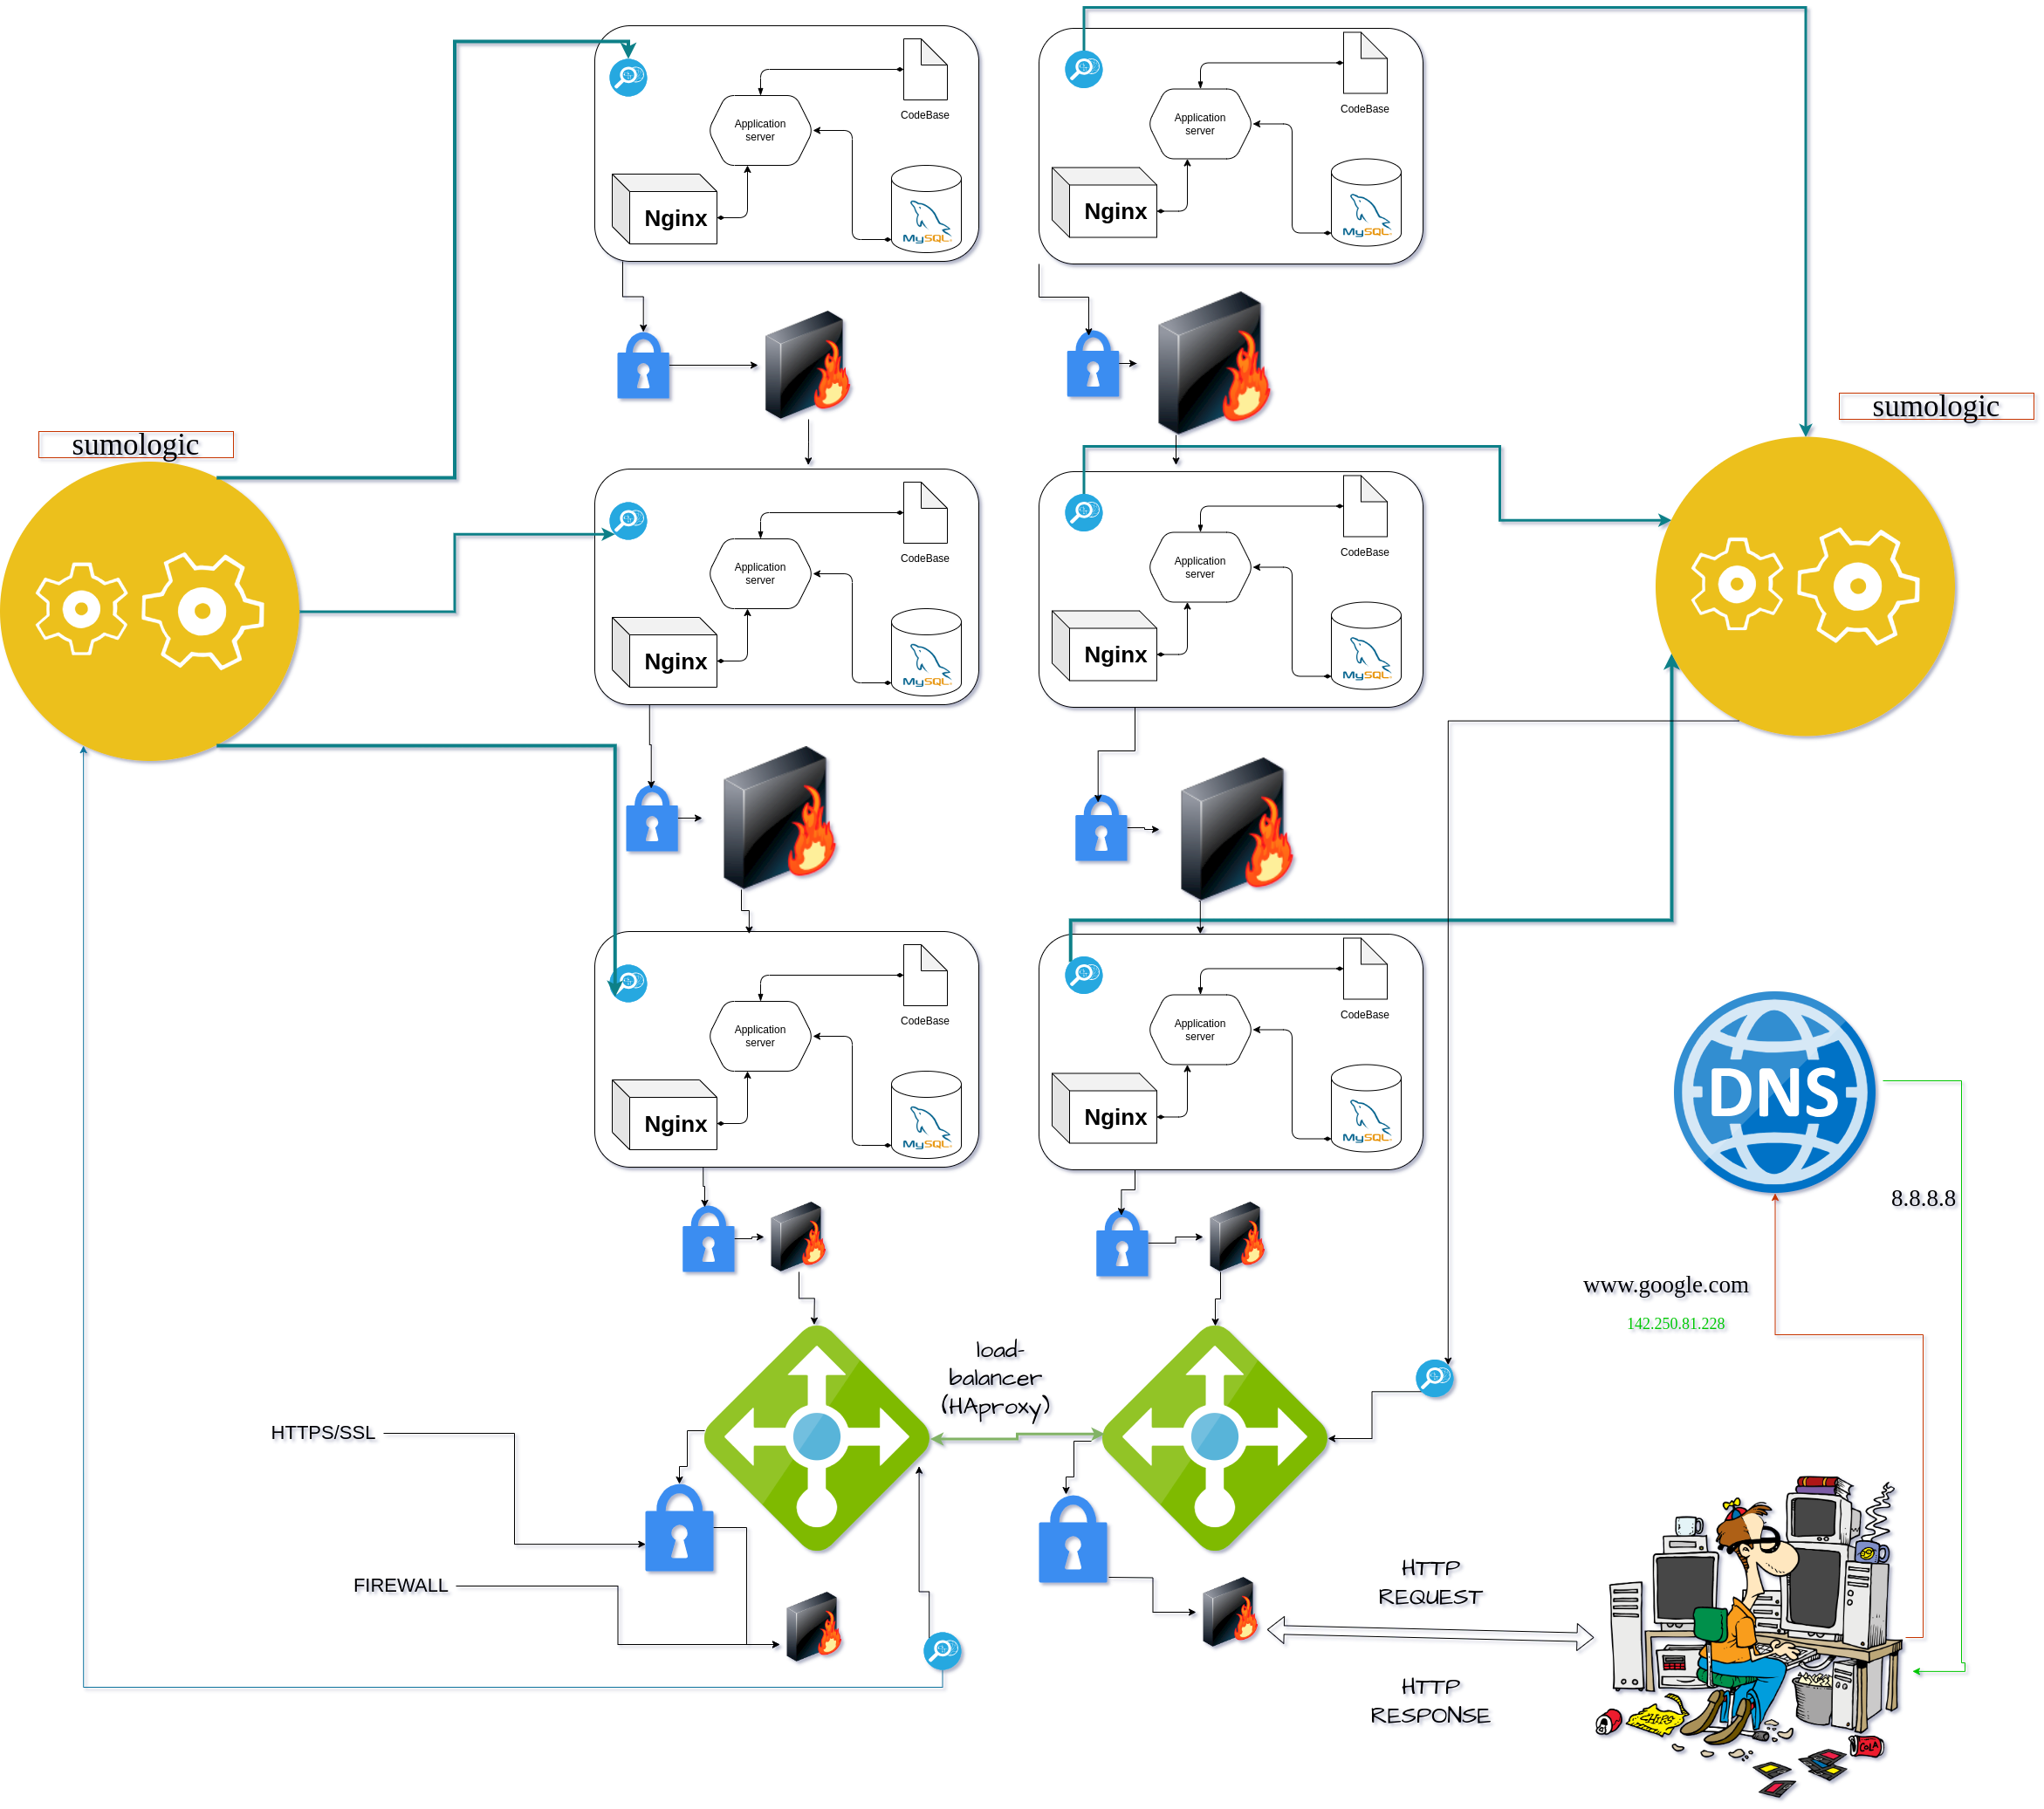 CodeBase
Application
server
Nginx
MySQL
CodeBase
Application
server
Nginx
MySQL
sumologic
sumologic
CodeBase
Application
server
Nginx
MySQL
CodeBase
Application
server
Nginx
MySQL
CodeBase
Application
server
Nginx
MySQL
CodeBase
Application
server
Nginx
MySQL
DNS
8.8.8.8
www.google.com
142.250.81.228
load-
balancer
(HAproxy)
HTTPS/SSL
FIREWALL
HTTP
REQUEST
HTTP
RESPONSE
CHIPS
COLA